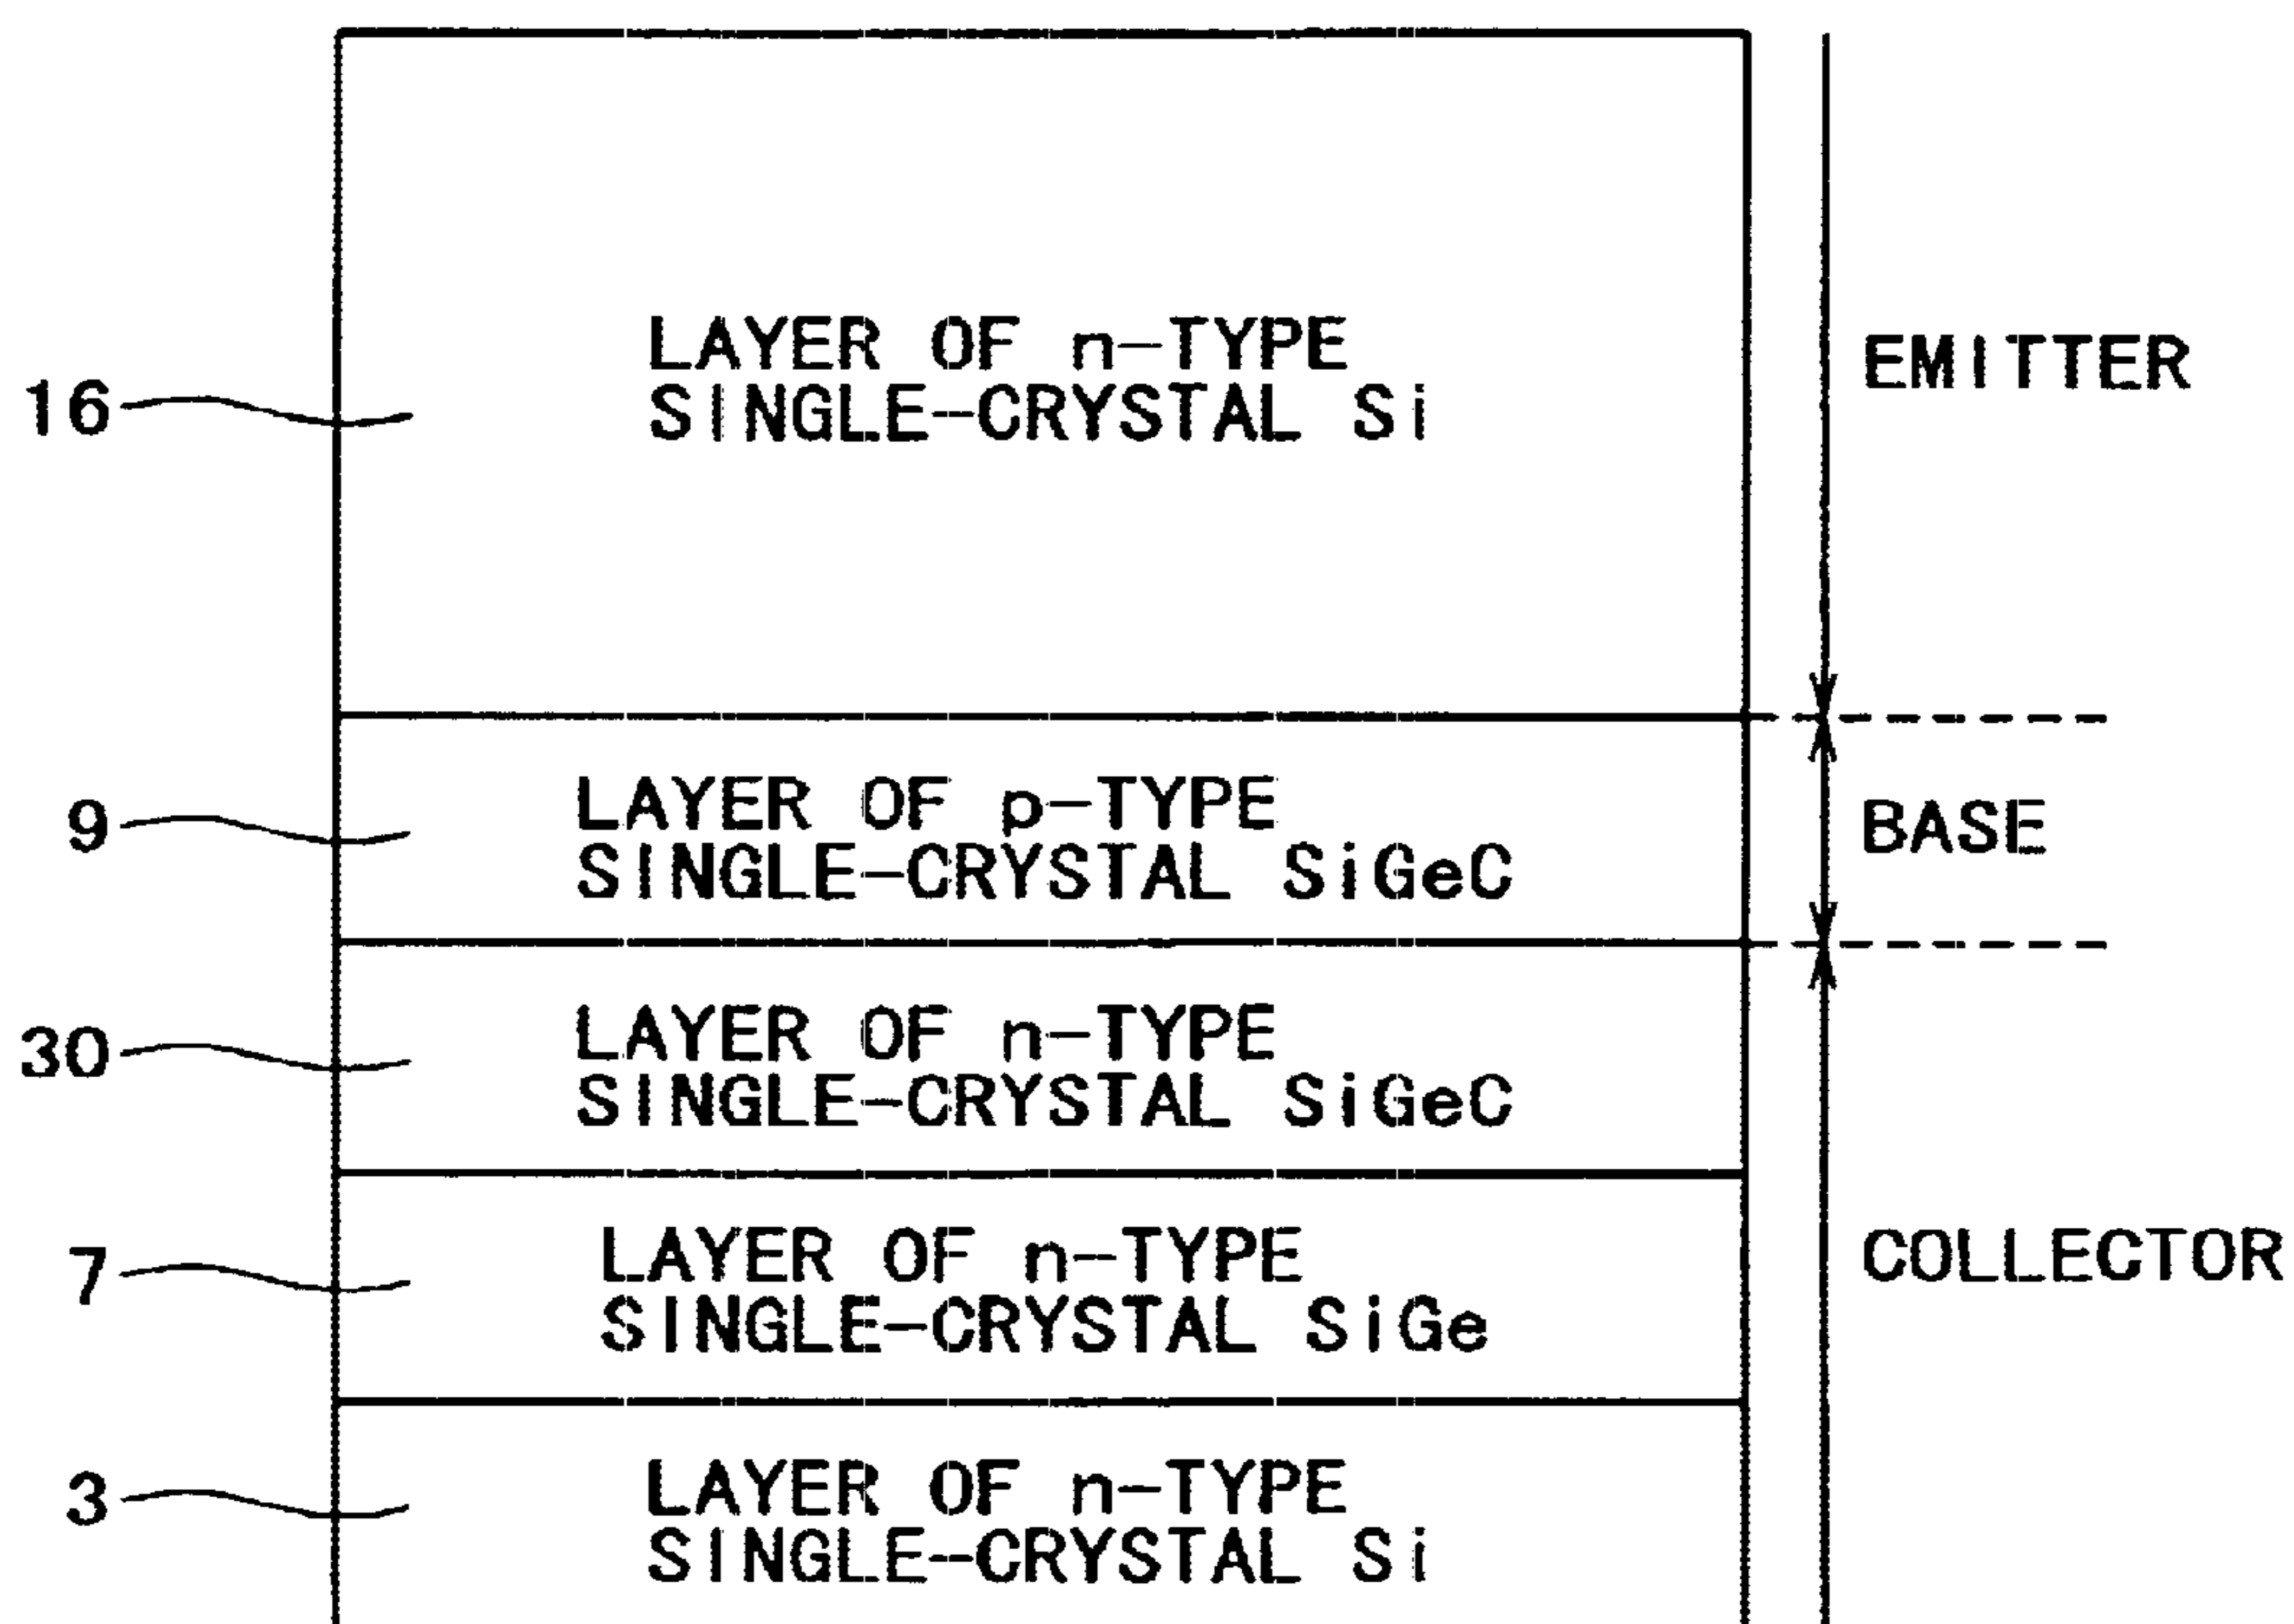 LAYER OF n-TYPE
SINGLE-CRYSTAL Si
16
EMITTER
LAYER OF p-TYPE
SINGLE-CRYSTAL SiGeC
9
BASE
LAYER OF n-TYPE
SINGLE-CRYSTAL SiGeC
30
LAYER OF n-TYPE
SINGLE-CRYSTAL SiGe
7
COLLECTOR
LAYER OF n-TYPE
SINGLE-CRYSTAL Si
3